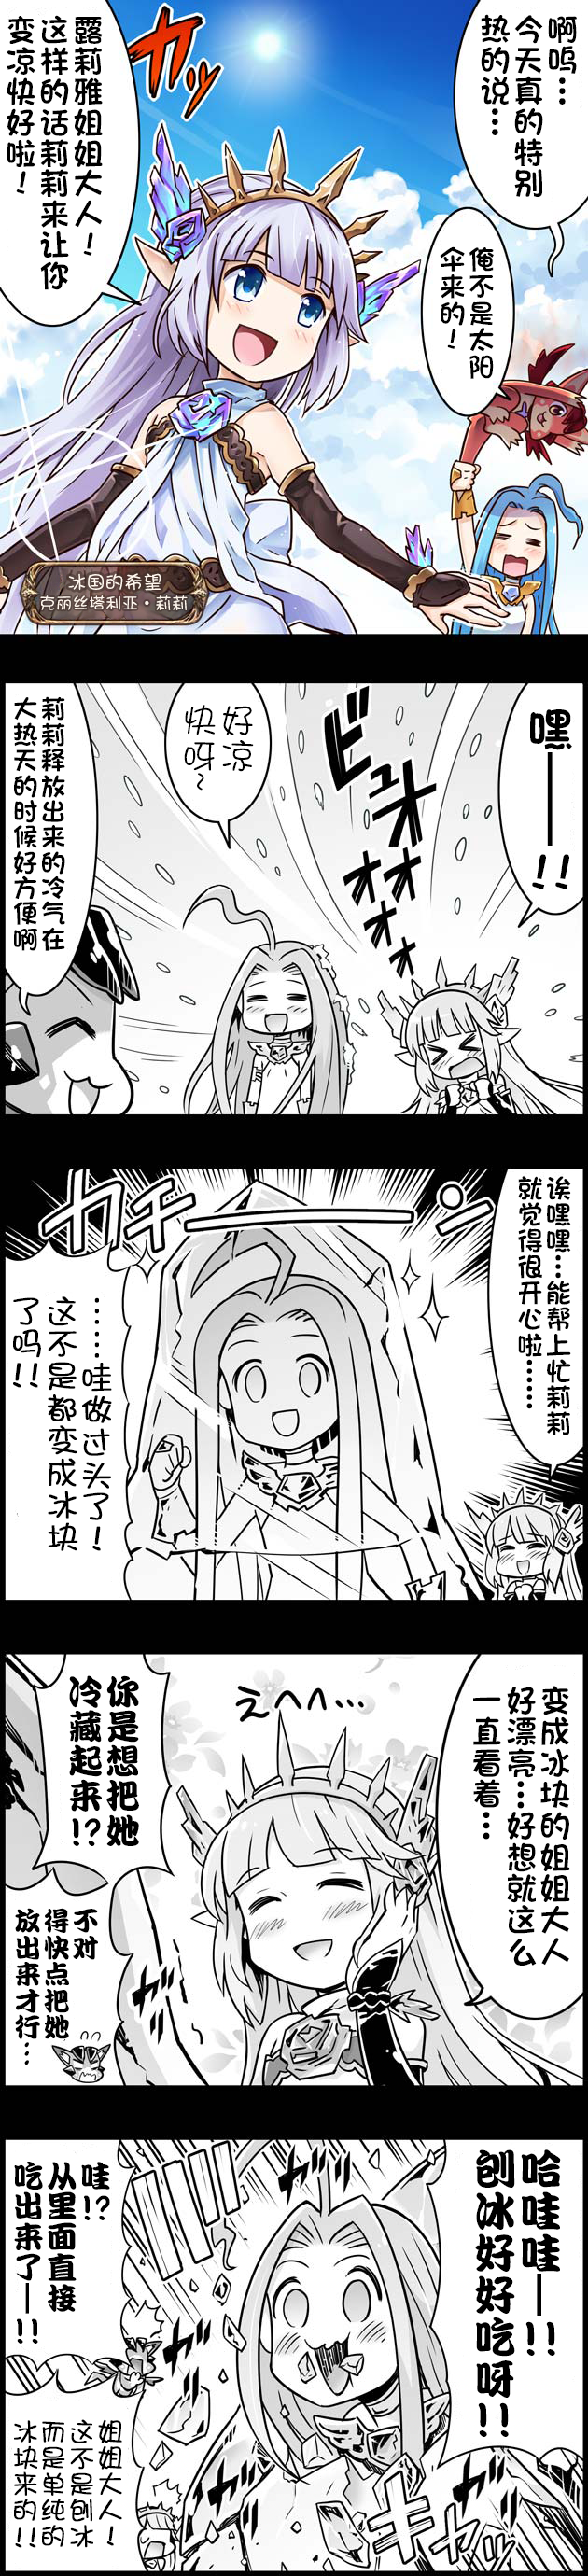 啊呜…
今天真的特别
热的说…
俺不是太阳
伞来的！
ガッ
露莉雅姐姐大人！
这样的话莉莉来让你
变凉快好啦！
冰国的希望
克丽丝塔利亚・莉莉
嘿——!!
ビュオオオオ
好凉
快呀~
莉莉释放出来的冷气在
大热天的时候好方便啊
诶嘿嘿…能帮上忙莉莉
就觉得很开心啦……
カチーン
……哇做过头了！
这不是都变成冰块
了吗!!
变成冰块的姐姐大人
好漂亮…好想就这么
一直看着…
えへへ…
你是想把她
冷藏起来!?
不对
得快点把她
放出来才行…
哈哇哇—!!
刨冰好好吃呀!!
哇!?
从里面直接
吃出来了—!!
キャッキャッ
姐姐大人！
这不是刨冰
而是单纯的
冰块来的!!